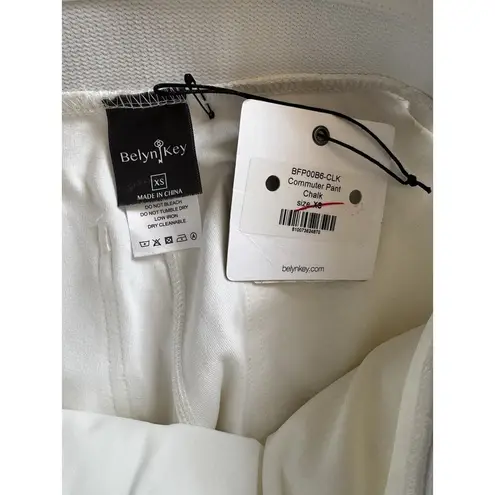 Belyn Key
XS
MADE IN CHINA
DO NOT BLEACH
DO NOT TUMBLE DRY
LOW IRON
DRY CLEANABLE
BFP00B6-CLK
Commuter Pant
Chalk
SIZE: XS
belynkey.com